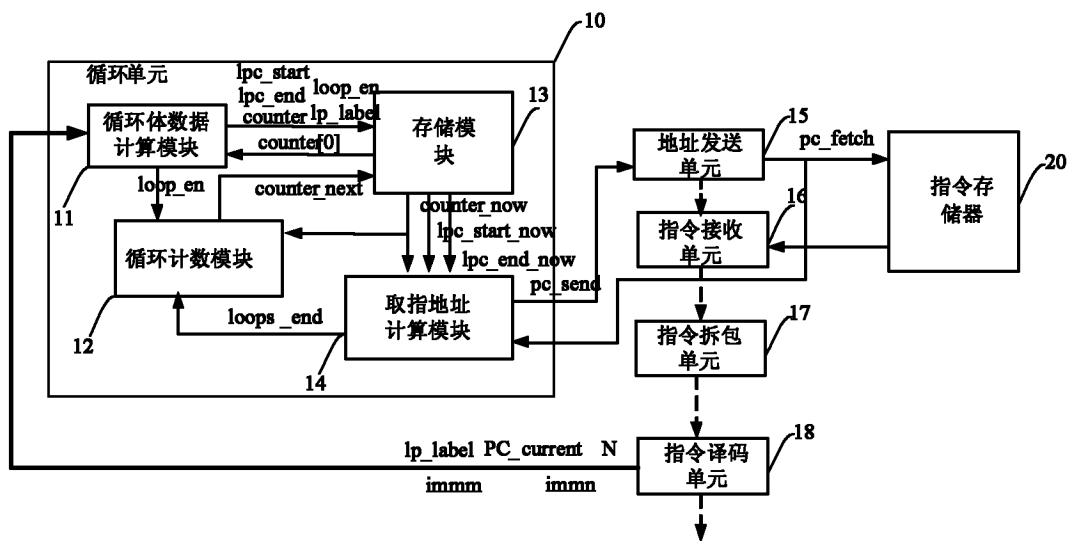 10
循环单元
lpc_start
loop_en
13
lpc_end
循环体数据
计算模块
counter
lp_label
存储模
块
15
地址发送
单元
pc_fetch
counter[0]
20
11
loop_en
counter_next
counter_now
16
指令存
储器
lpc_start_now
指令接收
单元
循环计数模块
lpc_end_now
pc_send
取指地址
计算模块
17
loops _end
指令拆包
单元
12
14
18
lp_label PC_current N
指令译码
单元
immm immn